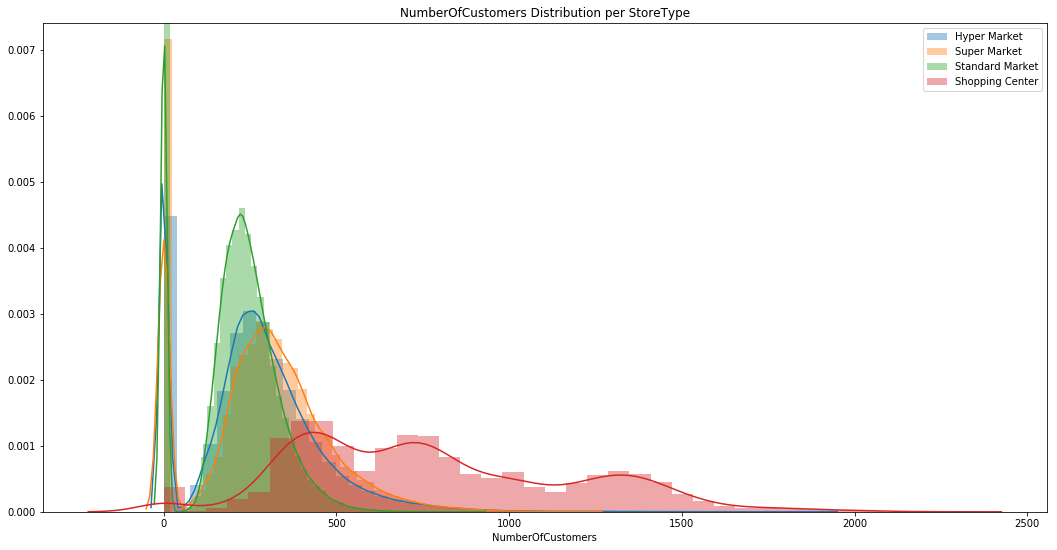 NumberOfCustomers Distribution per StoreType
Hyper Market
Super Market
Standard Market
Shopping Center
0.007
0.006
0.005
0.004
0.003
0.002
0.001
0.000
0 500 1000 1500 2000 2500
NumberOfCustomers